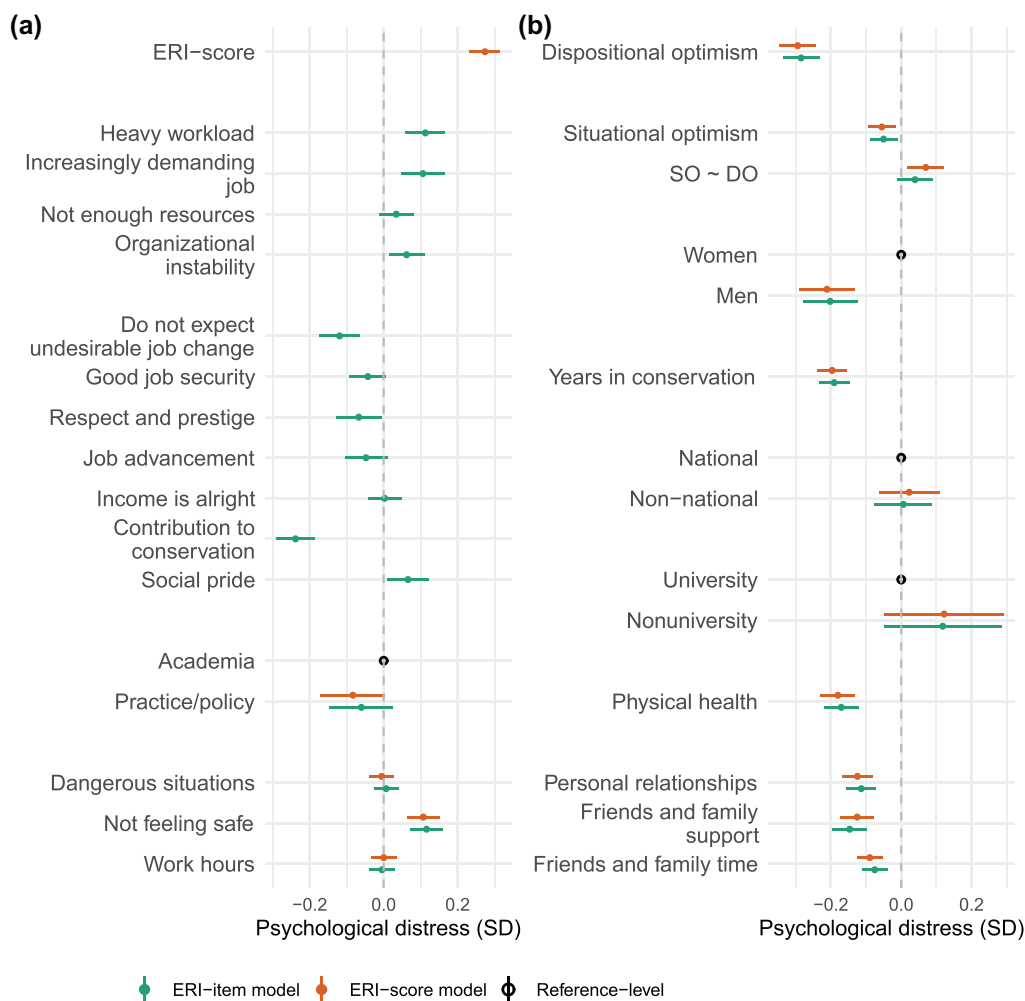 (a)
ERI−score
Heavy workload
Increasingly demanding
job
Not enough resources
Organizational
instability
Do not expect
undesirable job change
Good job security
Respect and prestige
Job advancement
Income is alright
Contribution to
conservation
Social pride
Academia
Practice/policy
Dangerous situations
Not feeling safe
Work hours
−0.2 0.0 0.2
Psychological distress (SD)
(b)
Dispositional optimism
Situational optimism
SO ~ DO
Women
Men
Years in conservation
National
Non−national
University
Nonuniversity
Physical health
Personal relationships
Friends and family
support
Friends and family time
−0.2 0.0 0.2
Psychological distress (SD)
ERI−item model ERI−score model Reference−level